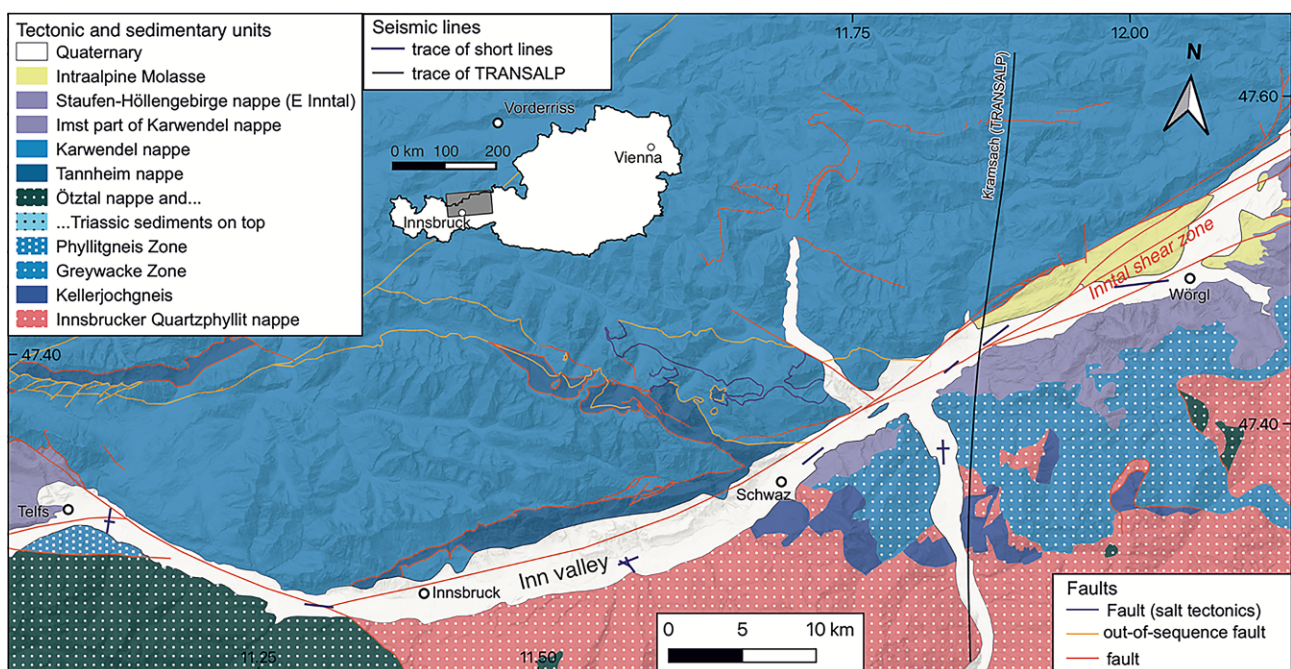 Tectonic and sedimentary units
Quaternary
Intraalpine Molasse
Staufen-Höllengebirge nappe (E Inntal)
Imst part of Karwendel nappe
Karwendel nappe
Tannheim nappe
Ötztal nappe and...
...Triassic sediments on top
Phyllitgneis Zone
Greywacke Zone
Kellerjochgneis
Innsbrucker Quartzphyllit nappe
Seismic lines
trace of short lines
trace of TRANSALP
Vorderriss
0 km 100 200
Vienna
Innsbruck
11.75
12.00
N
47.60
Kramsach (TRANSALP)
Inntal shear zone
Wörgl
47.40
47.40
Schwaz
Telfs
Inn valley
Innsbruck
11.25
11.50
0 5 10 km
Faults
Fault (salt tectonics)
out-of-sequence fault
fault